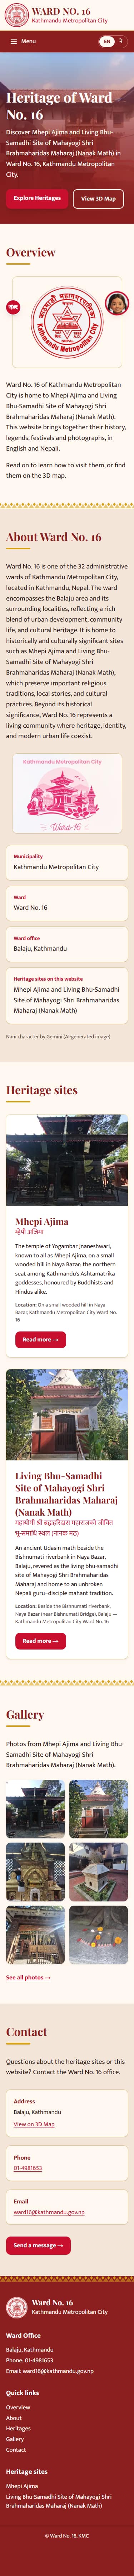 WARD NO. 16
Kathmandu Metropolitan City
Menu
EN
ने
Heritage of Ward
No. 16
Discover Mhepi Ajima and Living Bhu-
Samadhi Site of Mahayogi Shri
Brahmaharidas Maharaj (Nanak Math) in
Ward No. 16, Kathmandu Metropolitan
City.
Explore Heritages
View 3D Map
Overview
Ward No. 16 of Kathmandu Metropolitan
City is home to Mhepi Ajima and Living
Bhu-Samadhi Site of Mahayogi Shri
Brahmaharidas Maharaj (Nanak Math).
This website brings together their history,
legends, festivals and photographs, in
English and Nepali.
Read on to learn how to visit them, or find
them on the 3D map.
About Ward No. 16
Ward No. 16 is one of the 32 administrative
wards of Kathmandu Metropolitan City,
located in Kathmandu, Nepal. The ward
encompasses the Balaju area and its
surrounding localities, reflecting a rich
blend of urban development, community
life, and cultural heritage. It is home to
historically and culturally significant sites
such as Mhepi Ajima and Living Bhu-
Samadhi Site of Mahayogi Shri
Brahmaharidas Maharaj (Nanak Math),
which preserve important religious
traditions, local stories, and cultural
practices. Beyond its historical
significance, Ward No. 16 represents a
living community where heritage, identity,
and modern urban life coexist.
Kathmandu Metropolitan City
Ward-16
Municipality
Kathmandu Metropolitan City
Ward
Ward No. 16
Ward office
Balaju, Kathmandu
Heritage sites on this website
Mhepi Ajima and Living Bhu-Samadhi
Site of Mahayogi Shri Brahmaharidas
Maharaj (Nanak Math)
Nani character by Gemini (AI-generated image)
Heritage sites
Mhepi Ajima
म्हेपी अजिमा
The temple of Yogambar Jnaneshwari,
known to all as Mhepi Ajima, on a small
wooded hill in Naya Bazar: the northern
seat among Kathmandu's Ashtamatrika
goddesses, honoured by Buddhists and
Hindus alike.
Location: On a small wooded hill in Naya
Bazar, Kathmandu Metropolitan City Ward No.
16
Read more →
Living Bhu-Samadhi
Site of Mahayogi Shri
Brahmaharidas Maharaj
(Nanak Math)
महायोगी श्री ब्रह्महरिदास महाराजको जीवित
भू-समाधि स्थल (नानक मठ)
An ancient Udasin math beside the
Bishnumati riverbank in Naya Bazar,
Balaju, revered as the living bhu-samadhi
of Mahayogi Shri Brahmaharidas
Maharaj and home to an unbroken
Nepali guru–disciple mahant tradition.
Location: Beside the Bishnumati riverbank,
Naya Bazar (near Bishnumati Bridge), Balaju —
Kathmandu Metropolitan City Ward No. 16
Read more →
Gallery
Photos from Mhepi Ajima and Living Bhu-
Samadhi Site of Mahayogi Shri
Brahmaharidas Maharaj (Nanak Math).
See all photos →
Contact
Questions about the heritage sites or this
website? Contact the Ward No. 16 office.
Address
Balaju, Kathmandu
View on 3D Map
Phone
01-4981653
Email
ward16@kathmandu.gov.np
Send a message →
Ward No. 16
Kathmandu Metropolitan City
Ward Office
Balaju, Kathmandu
Phone: 01-4981653
Email: ward16@kathmandu.gov.np
Quick links
Overview
About
Heritages
Gallery
Contact
Heritage sites
Mhepi Ajima
Living Bhu-Samadhi Site of Mahayogi Shri
Brahmaharidas Maharaj (Nanak Math)
© Ward No. 16, KMC